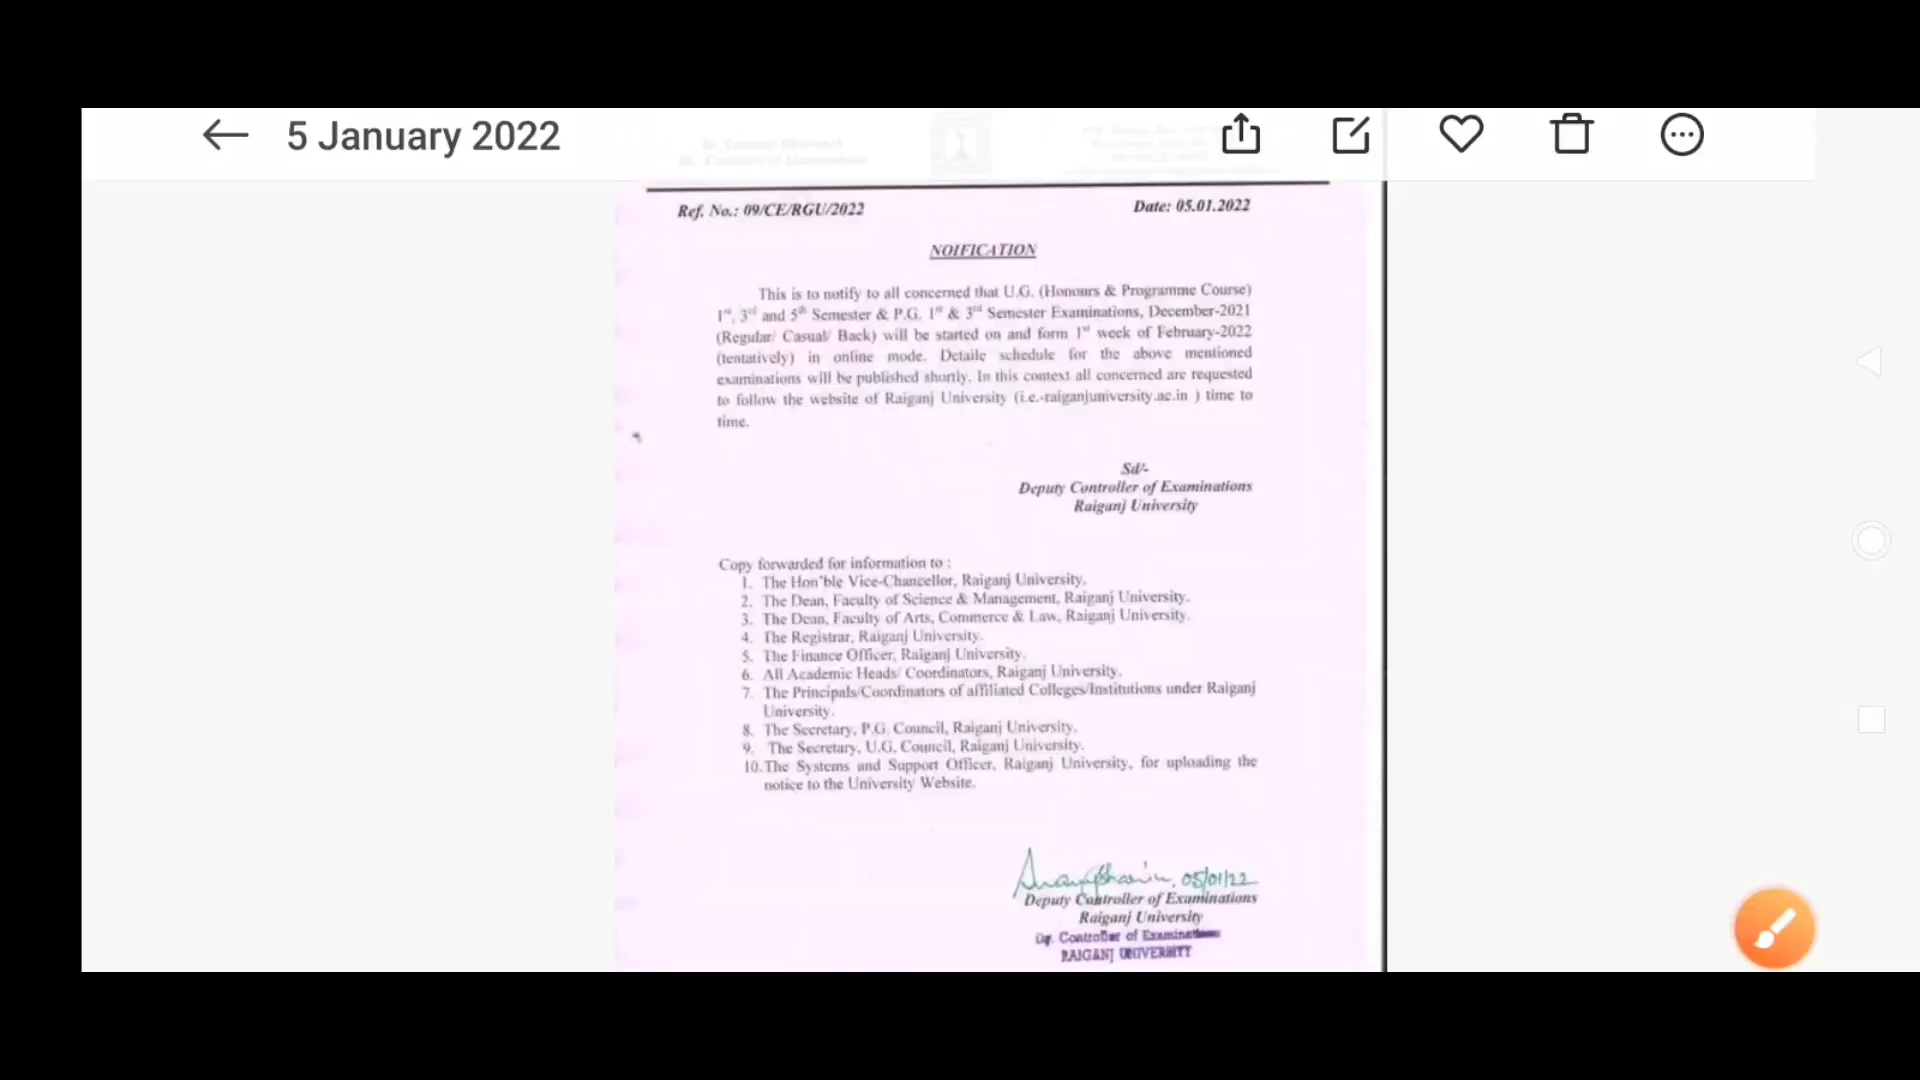 5 January 2022
Ref. No.: 09/CE/RGU/2022
Date: 05.01.2022
NOIFICATION
This is to notify to all concerned that U.G. (Honours & Programme Course)
1st, 3rd and 5th Semester & P.G. 1st & 3rd Semester Examinations, December-2021
(Regular/ Casual/ Back) will be started on and form 1st week of February-2022
(tentatively) in online mode. Detaile schedule for the above mentioned
examinations will be published shortly. In this context all concerned are requested
to follow the website of Raiganj University (i.e.-raiganjuniversity.ac.in ) time to
time.
Sd/-
Deputy Controller of Examinations
Raiganj University
Copy forwarded for information to :
1. The Hon'ble Vice-Chancellor, Raiganj University.
2. The Dean, Faculty of Science & Management, Raiganj University.
3. The Dean, Faculty of Arts, Commerce & Law, Raiganj University.
4. The Registrar, Raiganj University.
5. The Finance Officer, Raiganj University.
6. All Academic Heads/ Coordinators, Raiganj University.
7. The Principals/Coordinators of affiliated Colleges/Institutions under Raiganj
University.
8. The Secretary, P.G. Council, Raiganj University.
9. The Secretary, U.G. Council, Raiganj University.
10. The Systems and Support Officer, Raiganj University, for uploading the
notice to the University Website.
05/01/22
Deputy Controller of Examinations
Raiganj University
Dy. Controller of Examinations
RAIGANJ UNIVERSITY